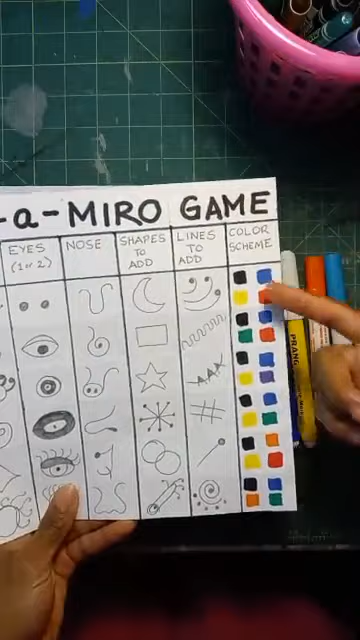 -a-MIRO GAME
EYES
(1 or 2)
NOSE
SHAPES
TO
ADD
LINES
TO
ADD
COLOR
SCHEME
PRANG